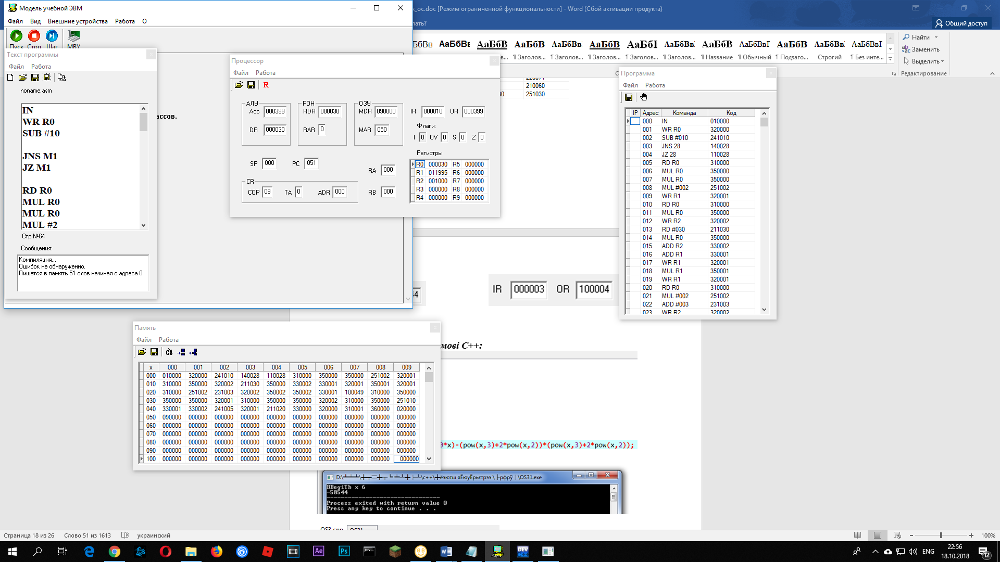 Модель учебной ЭВМ
Файл Вид Внешние устройства Работа О
Пуск Стоп Шаг МВУ
x_ос.doc [Режим ограниченной функциональности] - Word (Сбой активации продукта)
Общий доступ
АаБбВ АаБбВ АаБбВ АаБбВ АаБбВ АаБбВ АаБбВ АаБбВ АаБбВвГ АаБбВ АаБбВвГ АаБбВвГ
¶ Заголов... ¶ Заголов... ¶ Заголов... ¶ Заголов... ¶ Заголов... ¶ Название ¶ Обычный ¶ Подзаго... Строгий ¶ Без инте...
Найти
Заменить
Выделить
Редактирование
Текст программы
Файл Работа
noname.asm
IN
WR R0
SUB #10
JNS M1
JZ M1
RD R0
MUL R0
MUL R0
MUL #2
Стр №64
Сообщения:
Компиляция...
Ошибок не обнаруженно.
Пишется в память 51 слов начиная с адреса 0
ассов.
Процессор
Файл Работа
R
АЛУ РОН ОЗУ
Acc 000399 RDR 000030 MDR 090000 IR 000010 OR 000399
DR 000030 RAR 0 MAR 050
Флаги:
I 0 OV 0 S 0 Z 0
SP 000 PC 051 RA 000
CR
COP 09 TA 0 ADR 000 RB 000
Регистры:
R0 000030 R5 000000
R1 011995 R6 000000
R2 001000 R7 000000
R3 000000 R8 000000
R4 000000 R9 000000
210060
251030
Программа
Файл Работа
IP Адрес Команда Код
000 IN 010000
001 WR R0 320000
002 SUB #010 241010
003 JNS 28 140028
004 JZ 28 110028
005 RD R0 310000
006 MUL R0 350000
007 MUL R0 350000
008 MUL #002 251002
009 WR R1 320001
010 RD R0 310000
011 MUL R0 350000
012 WR R2 320002
013 RD #030 211030
014 MUL R0 350000
015 ADD R2 330002
016 ADD R1 330001
017 WR R1 320001
018 MUL R1 350001
019 WR R1 320001
020 RD R0 310000
021 MUL #002 251002
022 ADD #003 231003
023 WR R2 320002
IR 000003 OR 100004
Память
Файл Работа
x 000 001 002 003 004 005 006 007 008 009
000 010000 320000 241010 140028 110028 310000 350000 350000 251002 320001
010 310000 350000 320002 211030 350000 330002 330001 320001 350001 320001
020 310000 251002 231003 320002 350002 350002 330001 100049 310000 350000
030 350000 350000 320001 310000 350000 350000 320002 310000 350000 251010
040 330001 330002 241005 320001 211020 330000 320000 310001 360000 020000
050 090000 000000 000000 000000 000000 000000 000000 000000 000000 000000
060 000000 000000 000000 000000 000000 000000 000000 000000 000000 000000
070 000000 000000 000000 000000 000000 000000 000000 000000 000000 000000
080 000000 000000 000000 000000 000000 000000 000000 000000 000000 000000
090 000000 000000 000000 000000 000000 000000 000000 000000 000000 000000
100 000000 000000 000000 000000 000000 000000 000000 000000 000000 000000
мові C++:
0*x)-(pow(x,3)+2*pow(x,2))*(pow(x,3)+2*pow(x,2));
\OS31.exe
BBegiTb x 6
-50544
Process exited with return value 0
Press any key to continue . . .
Страница 18 из 26 Слово 51 из 1613 украинский
100%
Ae Ps DEV
ENG
22:56
18.10.2018
12